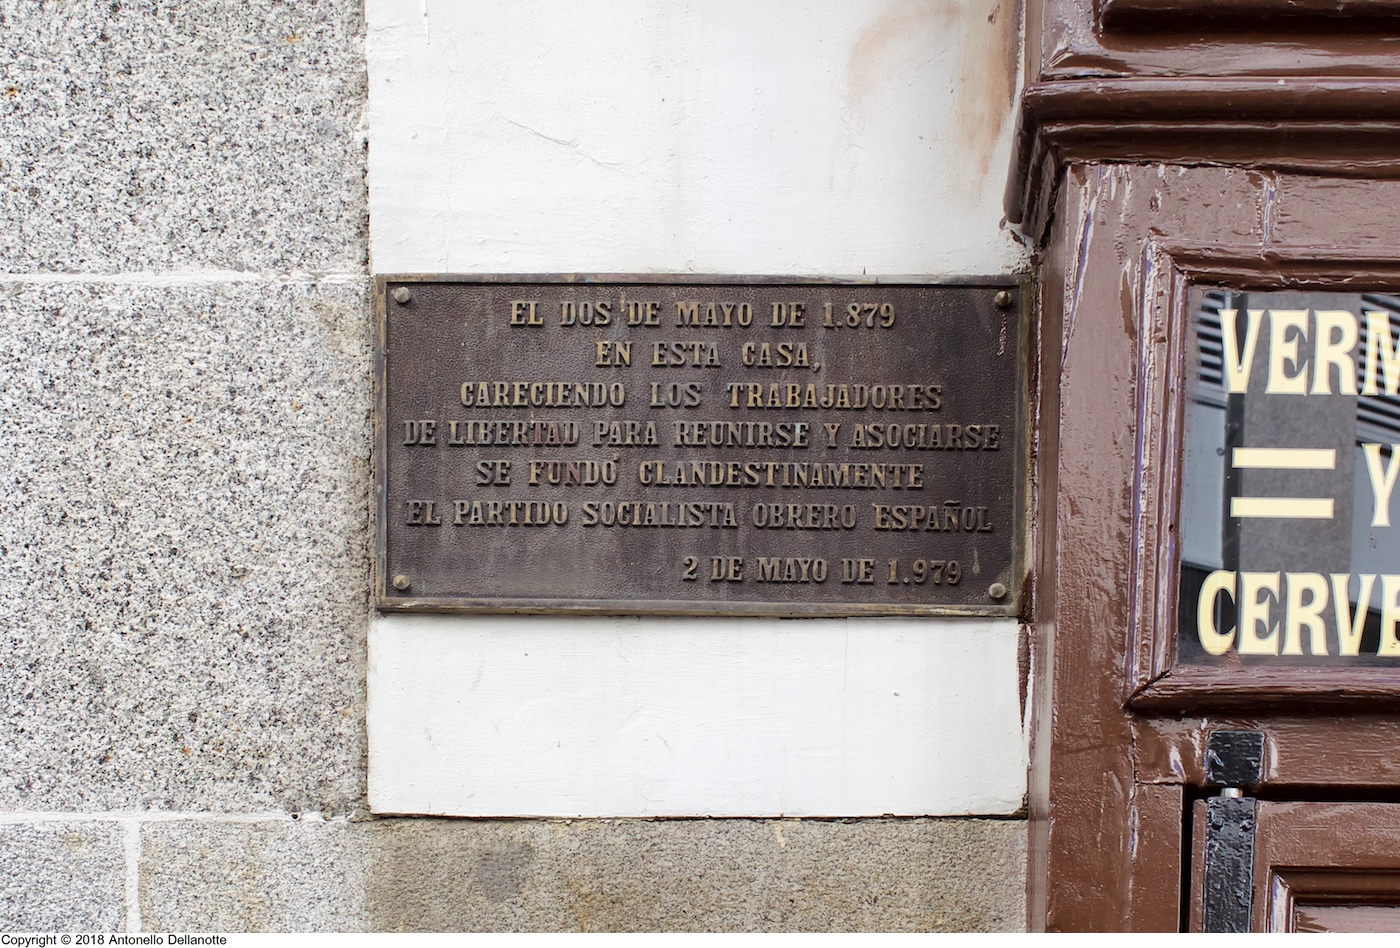 EL DOS DE MAYO DE 1.879
EN ESTA CASA,
CARECIENDO LOS TRABAJADORES
DE LIBERTAD PARA REUNIRSE Y ASOCIARSE
SE FUNDO CLANDESTINAMENTE
EL PARTIDO SOCIALISTA OBRERO ESPAÑOL
2 DE MAYO DE 1.979
VERM
Y
CERVE
Copyright © 2018 Antonello Dellanotte